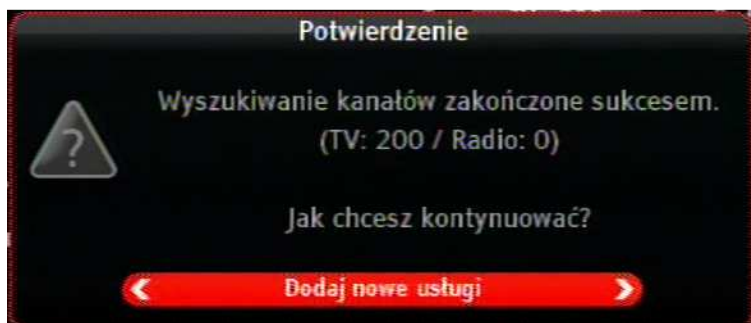 Potwierdzenie
Wyszukiwanie kanałów zakończone sukcesem.
(TV: 200 / Radio: 0)
?
Jak chcesz kontynuować?
Dodaj nowe usługi